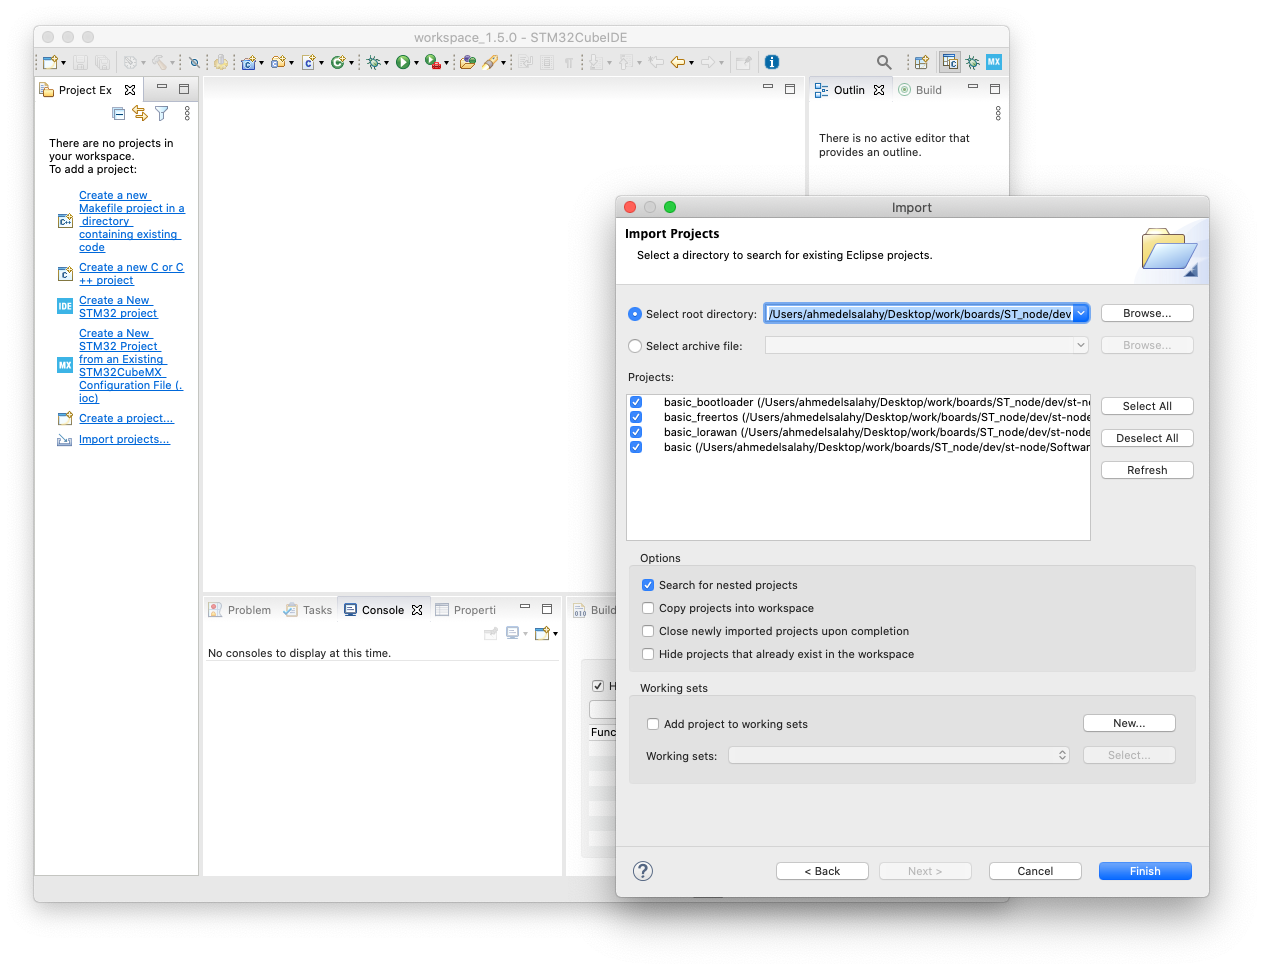 workspace_1.5.0 - STM32CubeIDE
Project Ex
There are no projects in
your workspace.
To add a project:
Create a new
Makefile project in a
directory
containing existing
code
Create a new C or C
++ project
IDE
Create a New
STM32 project
Create a New
STM32 Project
MX
from an Existing
STM32CubeMX
Configuration File (.
ioc)
Create a project...
Import projects...
MX
Outlin
Build
There is no active editor that
provides an outline.
Problem
Tasks
Console
Properti
No consoles to display at this time.
Build
H
Func
Import
Import Projects
Select a directory to search for existing Eclipse projects.
Select root directory:
/Users/ahmedelsalahy/Desktop/work/boards/ST_node/dev
Browse...
Select archive file:
Browse...
Projects:
basic_bootloader (/Users/ahmedelsalahy/Desktop/work/boards/ST_node/dev/st-no
basic_freertos (/Users/ahmedelsalahy/Desktop/work/boards/ST_node/dev/st-node
basic_lorawan (/Users/ahmedelsalahy/Desktop/work/boards/ST_node/dev/st-node
basic (/Users/ahmedelsalahy/Desktop/work/boards/ST_node/dev/st-node/Softwar
Select All
Deselect All
Refresh
Options
Search for nested projects
Copy projects into workspace
Close newly imported projects upon completion
Hide projects that already exist in the workspace
Working sets
Add project to working sets
New...
Working sets:
Select...
?
< Back
Next >
Cancel
Finish